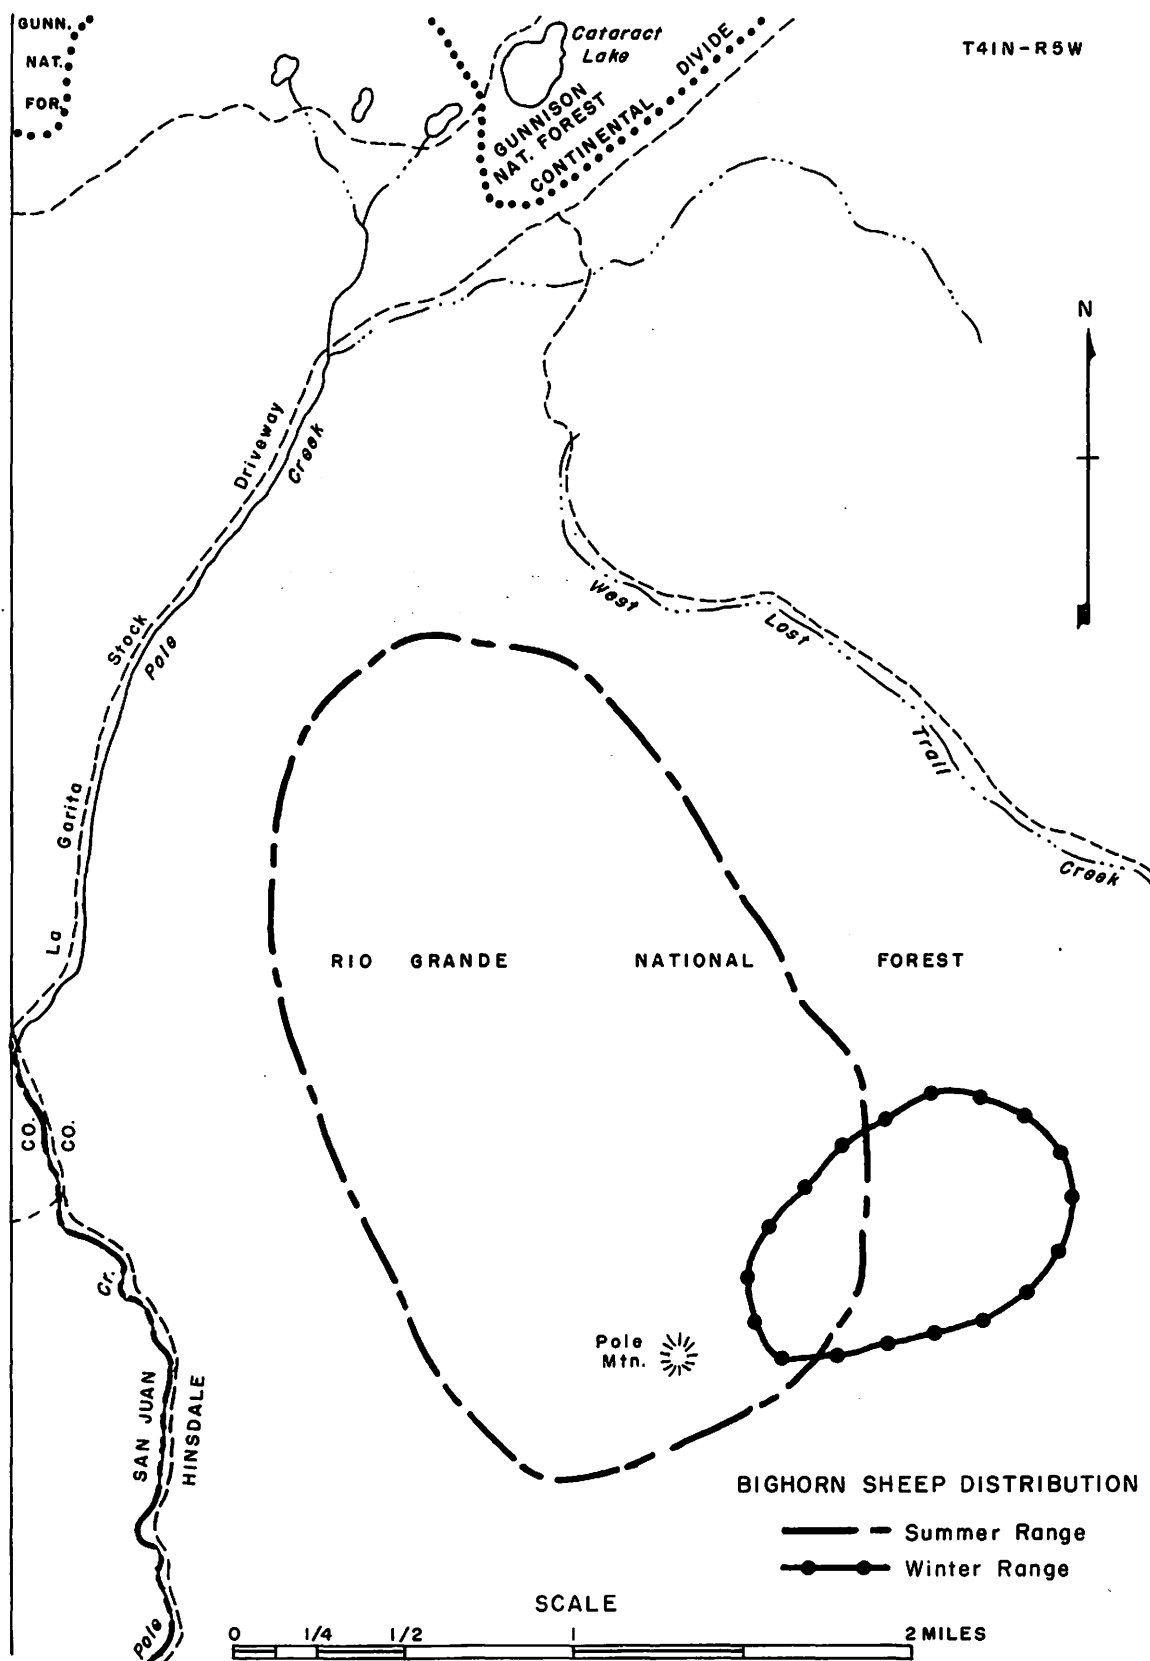 GUNN.
NAT.
FOR.
Cataract
Lake
T41N-R5W
GUNNISON
NAT. FOREST
CONTINENTAL DIVIDE
N
Driveway
Creek
Stock
Pole
West
Lost
Trail
Creek
La Garita
RIO GRANDE NATIONAL FOREST
CO.
CO.
Cr.
Pole
Mtn.
SAN JUAN
HINSDALE
Pole
BIGHORN SHEEP DISTRIBUTION
Summer Range
Winter Range
SCALE
0 1/4 1/2 1 2 MILES